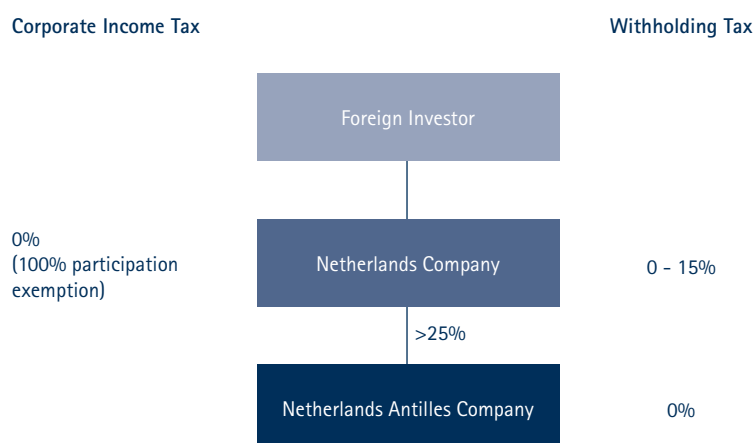 Corporate Income Tax
Withholding Tax
Foreign Investor
0%
(100% participation
exemption)
Netherlands Company
0 - 15%
>25%
Netherlands Antilles Company
0%